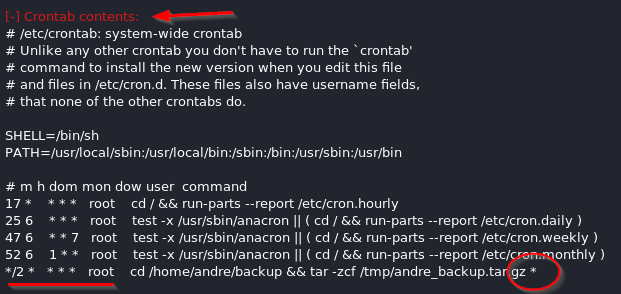 [-] Crontab contents:
# /etc/crontab: system-wide crontab
# Unlike any other crontab you don't have to run the `crontab'
# command to install the new version when you edit this file
# and files in /etc/cron.d. These files also have username fields,
# that none of the other crontabs do.
SHELL=/bin/sh
PATH=/usr/local/sbin:/usr/local/bin:/sbin:/bin:/usr/sbin:/usr/bin
# m h dom mon dow user  command
17 *    * * *   root    cd / && run-parts --report /etc/cron.hourly
25 6    * * *   root    test -x /usr/sbin/anacron || ( cd / && run-parts --report /etc/cron.daily )
47 6    * * 7   root    test -x /usr/sbin/anacron || ( cd / && run-parts --report /etc/cron.weekly )
52 6    1 * *   root    test -x /usr/sbin/anacron || ( cd / && run-parts --report /etc/cron.monthly )
*/2 *   * * *   root    cd /home/andre/backup && tar -zcf /tmp/andre_backup.tar.gz *